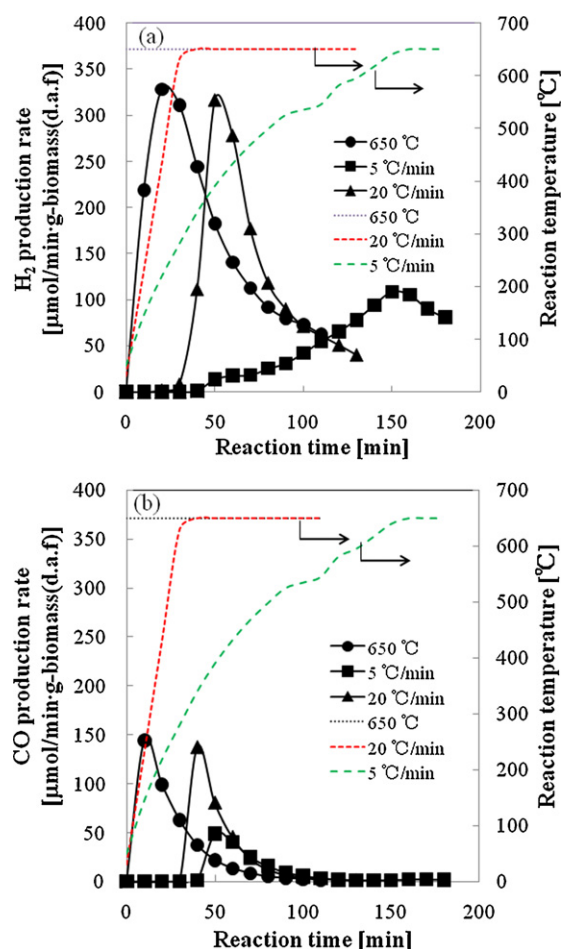 (a)
400
350
300
250
200
150
100
50
0
700
600
500
400
300
200
100
0
0
50
100
150
200
H₂ production rate
[μmol/min·g-biomass(d.a.f)]
Reaction temperature [℃]
650 ℃
5 ℃/min
20 ℃/min
650 ℃
20 ℃/min
5 ℃/min
Reaction time [min]
(b)
400
350
300
250
200
150
100
50
0
700
600
500
400
300
200
100
0
0
50
100
150
200
CO production rate
[μmol/min·g-biomass(d.a.f)]
Reaction temperature [℃]
650 ℃
5 ℃/min
20 ℃/min
650 ℃
20 ℃/min
5 ℃/min
Reaction time [min]